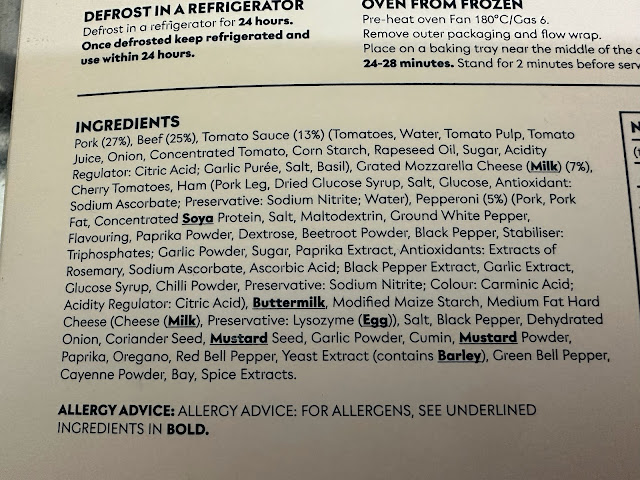 DEFROST IN A REFRIGERATOR
Defrost in a refrigerator for 24 hours.
Once defrosted keep refrigerated and
use within 24 hours.
OVEN FROM FROZEN
Pre-heat oven Fan 180°C/Gas 6.
Remove outer packaging and flow wrap.
Place on a baking tray near the middle of the
24-28 minutes. Stand for 2 minutes before
INGREDIENTS
Pork (27%), Beef (25%), Tomato Sauce (13%) (Tomatoes, Water, Tomato Pulp, Tomato
Juice, Onion, Concentrated Tomato, Corn Starch, Rapeseed Oil, Sugar, Acidity
Regulator: Citric Acid; Garlic Purée, Salt, Basil), Grated Mozzarella Cheese (Milk) (7%),
Cherry Tomatoes, Ham (Pork Leg, Dried Glucose Syrup, Salt, Glucose, Antioxidant:
Sodium Ascorbate; Preservative: Sodium Nitrite; Water), Pepperoni (5%) (Pork, Pork
Fat, Concentrated Soya Protein, Salt, Maltodextrin, Ground White Pepper,
Flavouring, Paprika Powder, Dextrose, Beetroot Powder, Black Pepper, Stabiliser:
Triphosphates; Garlic Powder, Sugar, Paprika Extract, Antioxidants: Extracts of
Rosemary, Sodium Ascorbate, Ascorbic Acid; Black Pepper Extract, Garlic Extract,
Glucose Syrup, Chilli Powder, Preservative: Sodium Nitrite; Colour: Carminic Acid;
Acidity Regulator: Citric Acid), Buttermilk, Modified Maize Starch, Medium Fat Hard
Cheese (Cheese (Milk), Preservative: Lysozyme (Egg)), Salt, Black Pepper, Dehydrated
Onion, Coriander Seed, Mustard Seed, Garlic Powder, Cumin, Mustard Powder,
Paprika, Oregano, Red Bell Pepper, Yeast Extract (contains Barley), Green Bell Pepper,
Cayenne Powder, Bay, Spice Extracts.
ALLERGY ADVICE: ALLERGY ADVICE: FOR ALLERGENS, SEE UNDERLINED
INGREDIENTS IN BOLD.